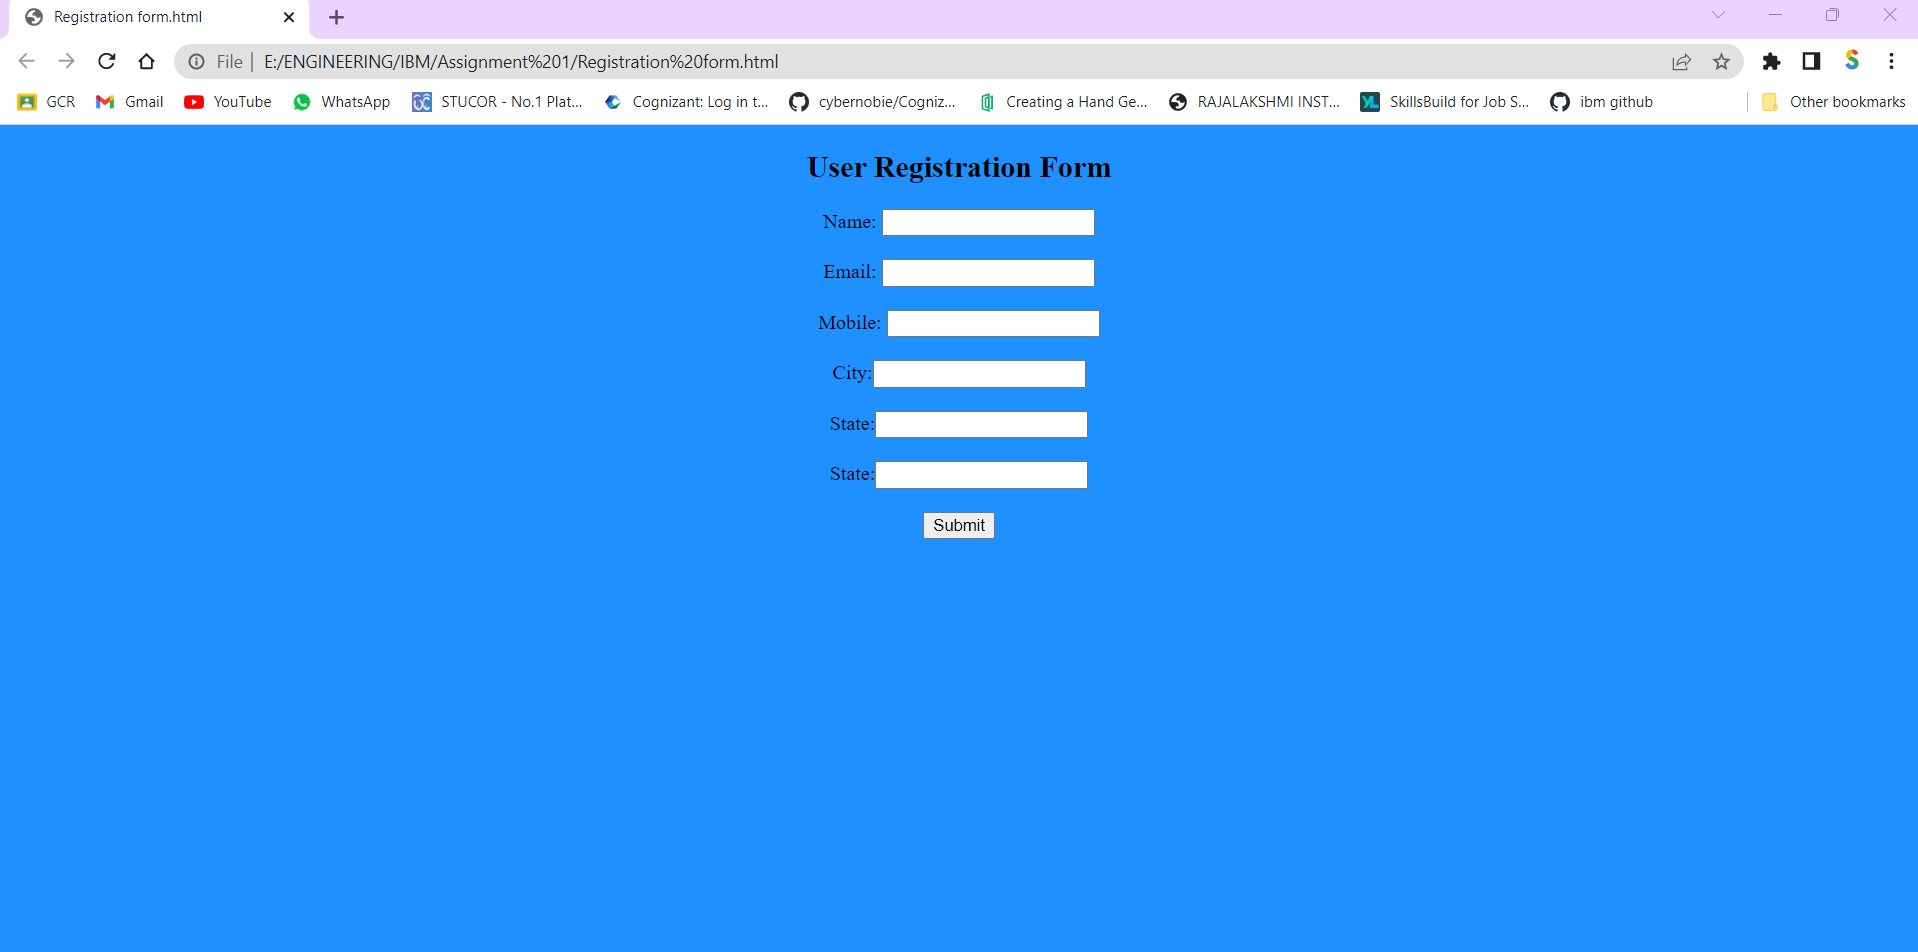 Registration form.html
File | E:/ENGINEERING/IBM/Assignment%201/Registration%20form.html
GCR Gmail YouTube WhatsApp STUCOR - No.1 Plat... Cognizant: Log in t... cybernobie/Cogniz... Creating a Hand Ge... RAJALAKSHMI INST... SkillsBuild for Job S... ibm github Other bookmarks
User Registration Form
Name:
Email:
Mobile:
City:
State:
State:
Submit